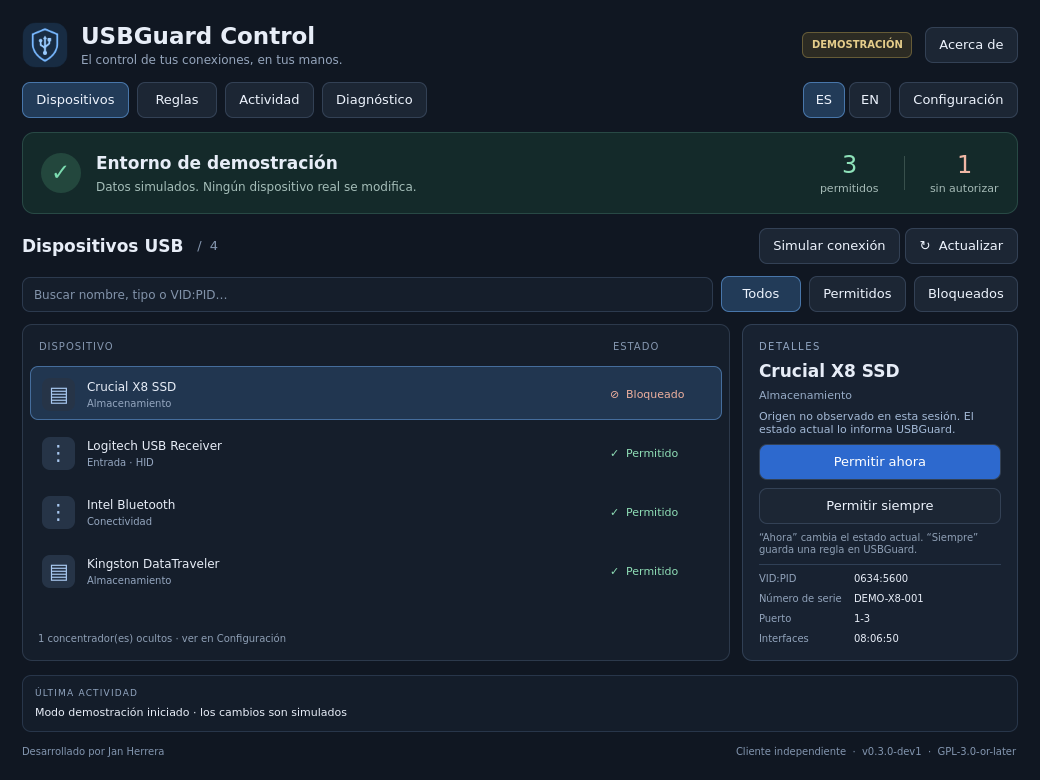 USBGuard Control
El control de tus conexiones, en tus manos.
DEMOSTRACIÓN
Acerca de
Dispositivos
Reglas
Actividad
Diagnóstico
ES
EN
Configuración
✓
Entorno de demostración
Datos simulados. Ningún dispositivo real se modifica.
3
permitidos
1
sin autorizar
Dispositivos USB / 4
Simular conexión
↻ Actualizar
Buscar nombre, tipo o VID:PID...
Todos
Permitidos
Bloqueados
DISPOSITIVO
ESTADO
Crucial X8 SSD
Almacenamiento
⊘ Bloqueado
Logitech USB Receiver
Entrada · HID
✓ Permitido
Intel Bluetooth
Conectividad
✓ Permitido
Kingston DataTraveler
Almacenamiento
✓ Permitido
1 concentrador(es) ocultos · ver en Configuración
DETALLES
Crucial X8 SSD
Almacenamiento
Origen no observado en esta sesión. El
estado actual lo informa USBGuard.
Permitir ahora
Permitir siempre
“Ahora” cambia el estado actual. “Siempre”
guarda una regla en USBGuard.
VID:PID 0634:5600
Número de serie DEMO-X8-001
Puerto 1-3
Interfaces 08:06:50
ÚLTIMA ACTIVIDAD
Modo demostración iniciado · los cambios son simulados
Desarrollado por Jan Herrera
Cliente independiente · v0.3.0-dev1 · GPL-3.0-or-later